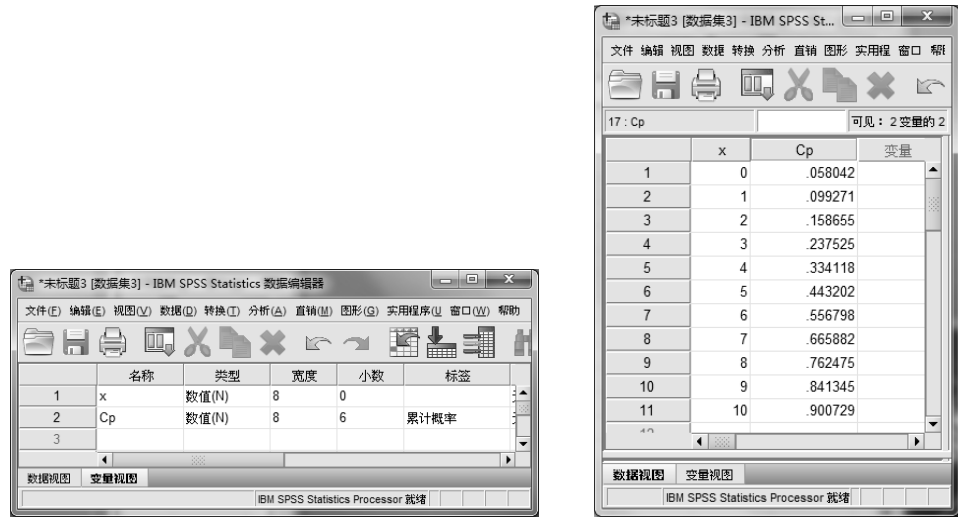 *未标题3 [数据集3] - IBM SPSS Statistics 数据编辑器
文件(F) 编辑(E) 视图(V) 数据(D) 转换(T) 分析(A) 直销(M) 图形(G) 实用程序(U 窗口(W) 帮助
名称 类型 宽度 小数 标签
1 x 数值(N) 8 0
2 Cp 数值(N) 8 6 累计概率
3
数据视图 变量视图
IBM SPSS Statistics Processor 就绪
*未标题3 [数据集3] - IBM SPSS St...
文件 编辑 视图 数据 转换 分析 直销 图形 实用程 窗口
17 : Cp 可见： 2 变量的 2
x Cp 变量
1 0 .058042
2 1 .099271
3 2 .158655
4 3 .237525
5 4 .334118
6 5 .443202
7 6 .556798
8 7 .665882
9 8 .762475
10 9 .841345
11 10 .900729
数据视图 变量视图
IBM SPSS Statistics Processor 就绪